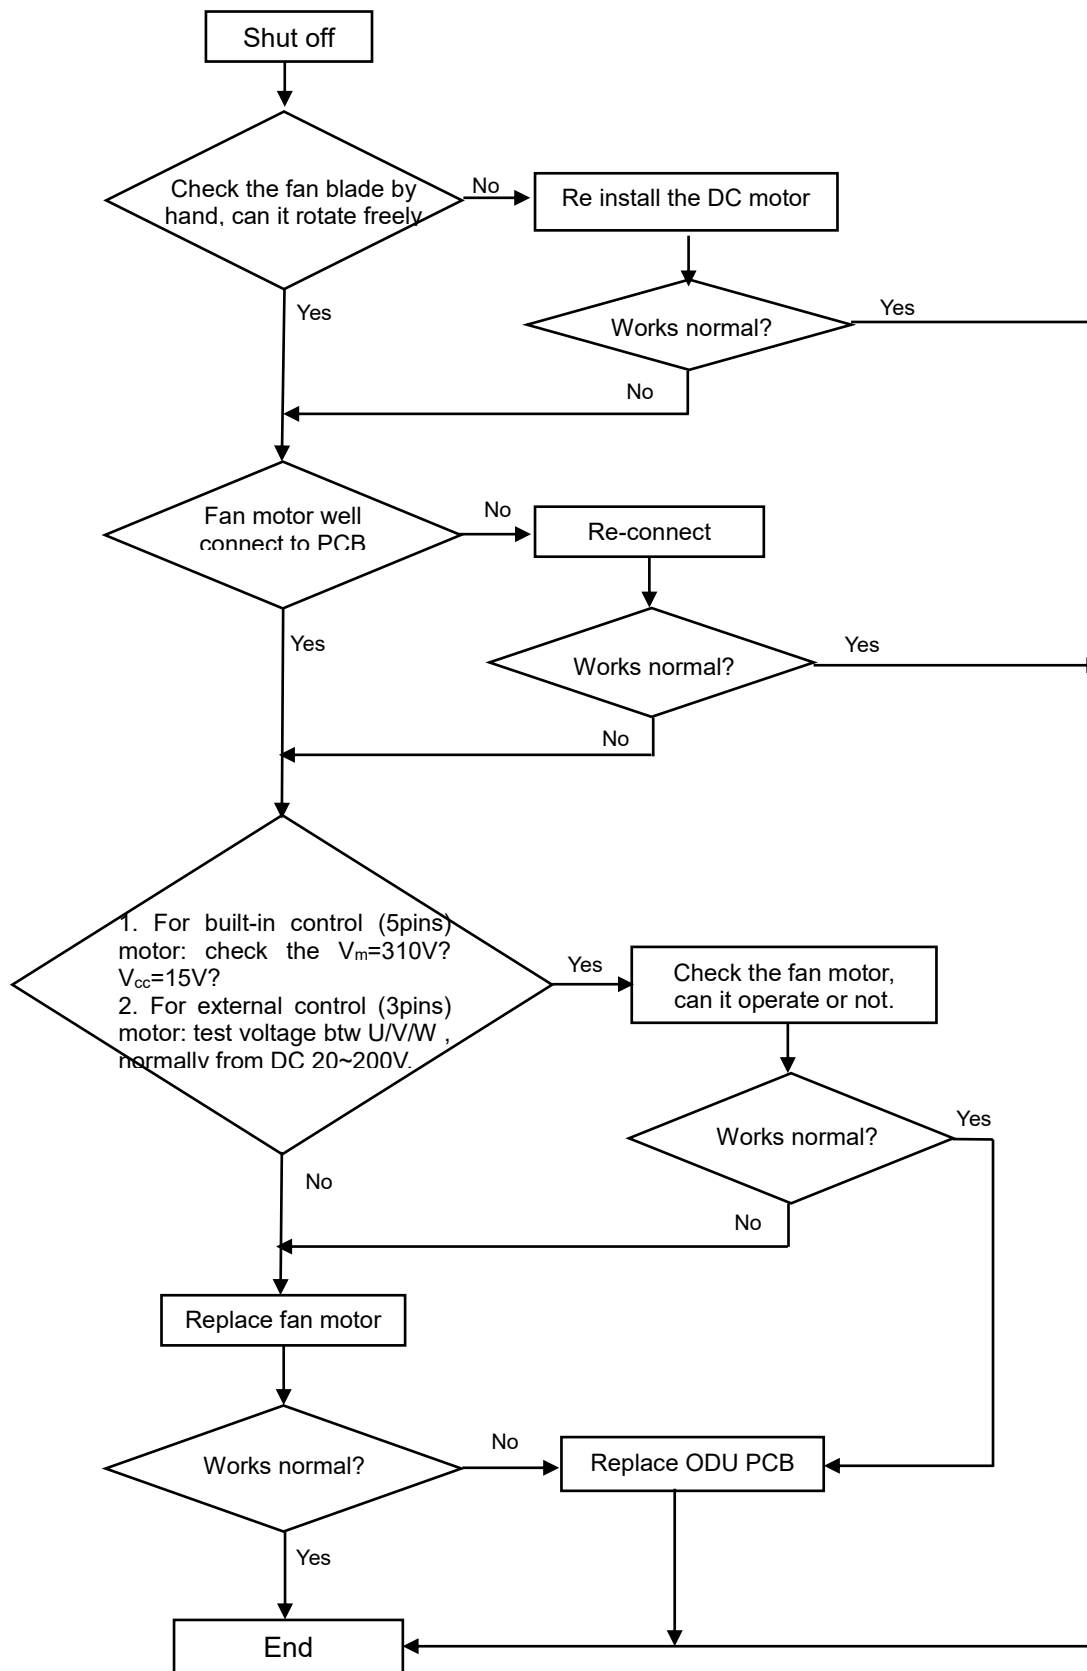 Shut off
Check the fan blade by
hand, can it rotate freely
No
Re install the DC motor
Yes
Works normal?
Yes
No
Fan motor well
connect to PCB
No
Re-connect
Yes
Works normal?
Yes
No
1. For built-in control (5pins)
motor: check the Vm=310V?
Vcc=15V?
2. For external control (3pins)
motor: test voltage btw U/V/W ,
normally from DC 20~200V.
Yes
Check the fan motor,
can it operate or not.
Works normal?
Yes
No
No
Replace fan motor
Works normal?
No
Replace ODU PCB
Yes
End